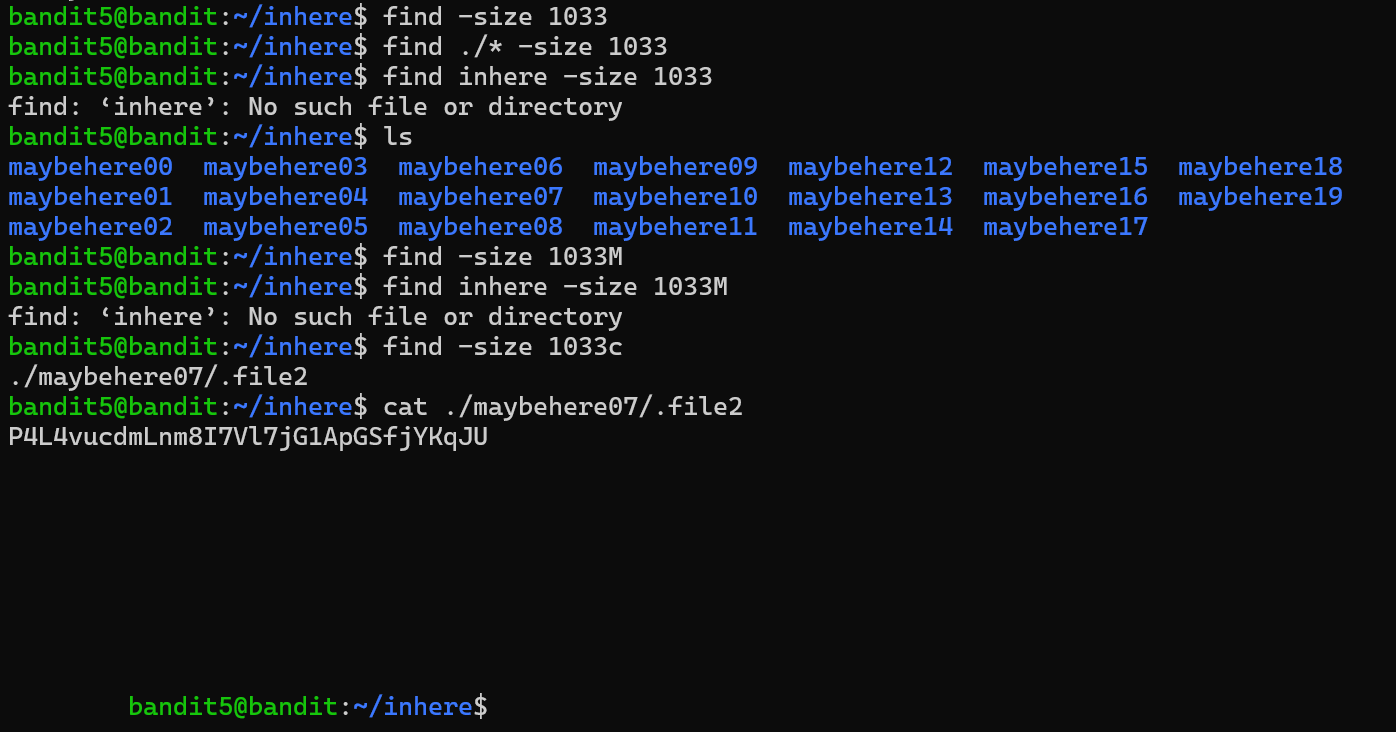 bandit5@bandit:~/inhere$ find -size 1033
bandit5@bandit:~/inhere$ find ./* -size 1033
bandit5@bandit:~/inhere$ find inhere -size 1033
find: ‘inhere’: No such file or directory
bandit5@bandit:~/inhere$ ls
maybehere00  maybehere03  maybehere06  maybehere09  maybehere12  maybehere15  maybehere18
maybehere01  maybehere04  maybehere07  maybehere10  maybehere13  maybehere16  maybehere19
maybehere02  maybehere05  maybehere08  maybehere11  maybehere14  maybehere17
bandit5@bandit:~/inhere$ find -size 1033M
bandit5@bandit:~/inhere$ find inhere -size 1033M
find: ‘inhere’: No such file or directory
bandit5@bandit:~/inhere$ find -size 1033c
./maybehere07/.file2
bandit5@bandit:~/inhere$ cat ./maybehere07/.file2
P4L4vucdmLnm8I7Vl7jG1ApGSfjYKqJU
bandit5@bandit:~/inhere$